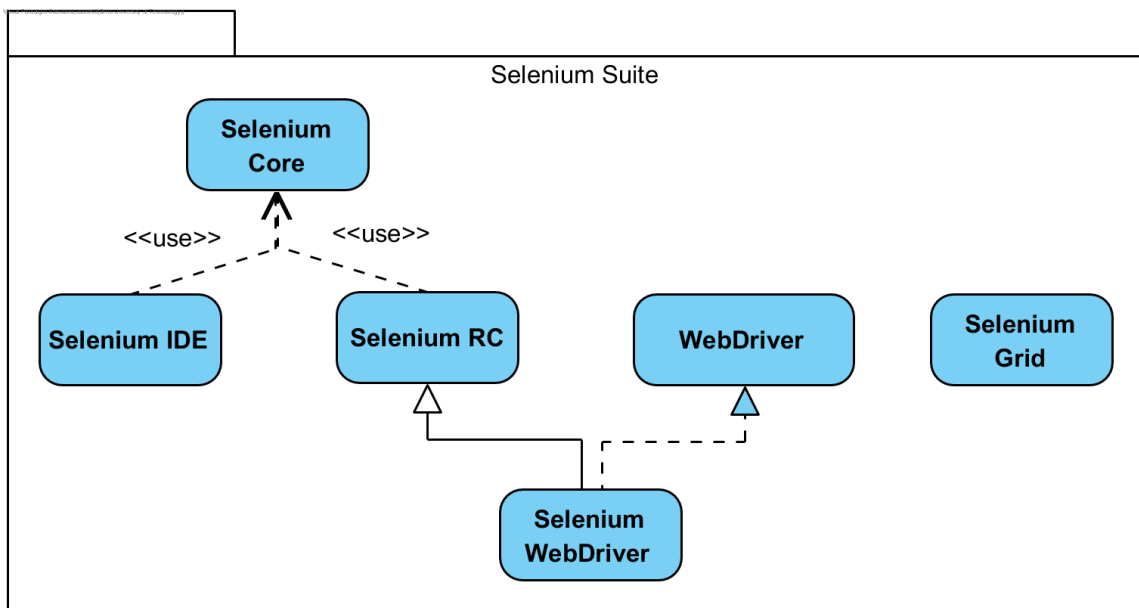 Selenium Suite
Selenium
Core
<<use>>
<<use>>
Selenium IDE
Selenium RC
WebDriver
Selenium
Grid
Selenium
WebDriver